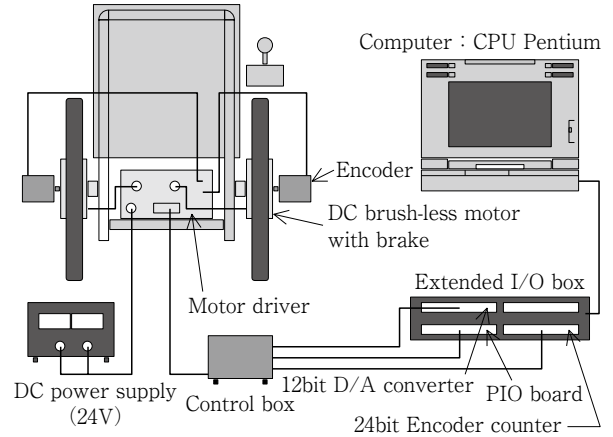 Computer : CPU Pentium
Encoder
DC brush-less motor
with brake
Extended I/O box
Motor driver
DC power supply
(24V)
Control box
12bit D/A converter
PIO board
24bit Encoder counter